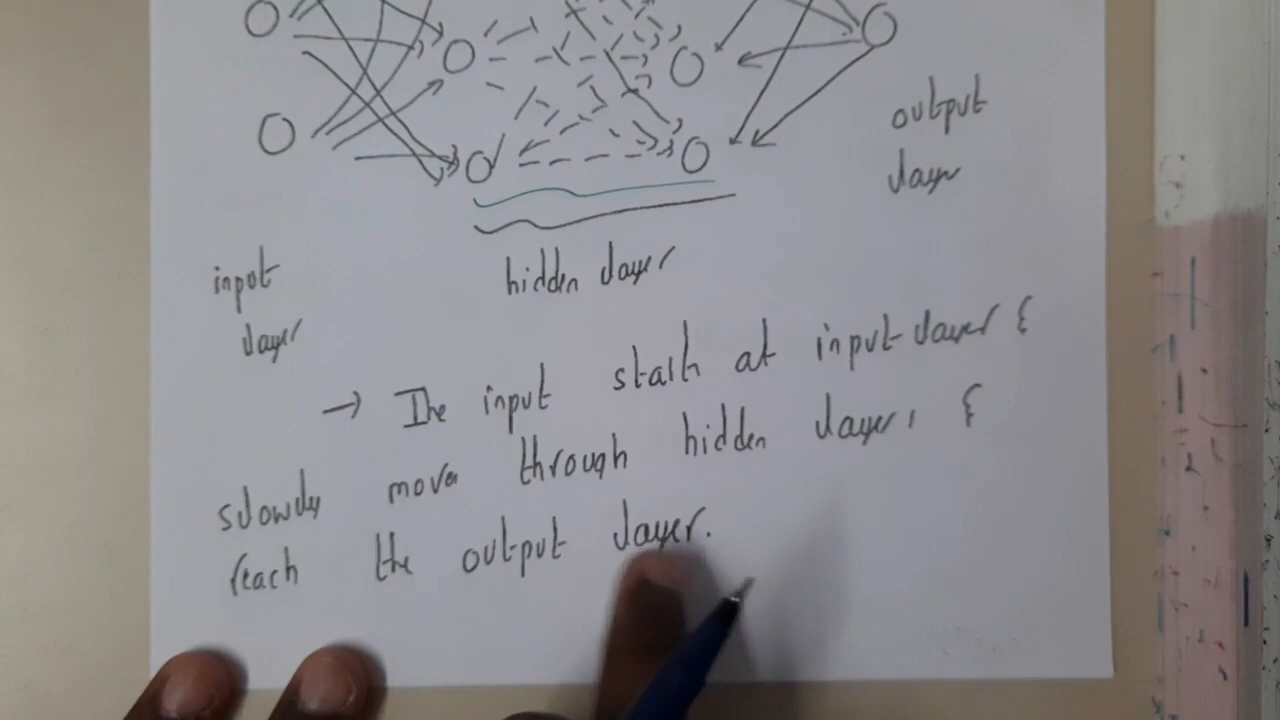 output
layer
input
layer
hidden layer
→ The input starts at input layer &
slowly moves through hidden layers &
reach the output layer.